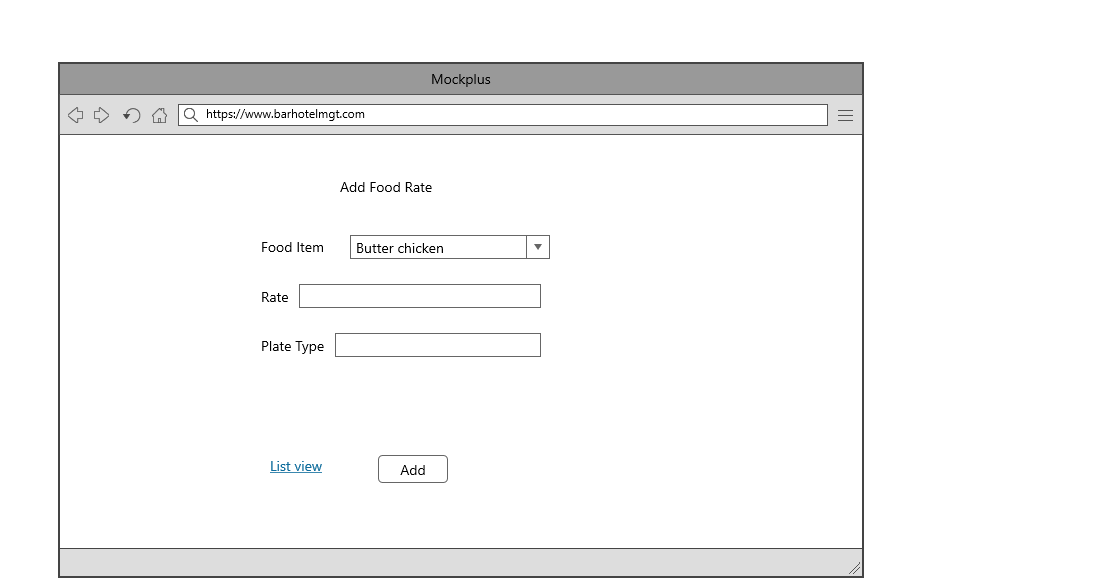 Mockplus
https://www.barhotelmgt.com
Add Food Rate
Food Item Butter chicken
Rate
Plate Type
List view Add